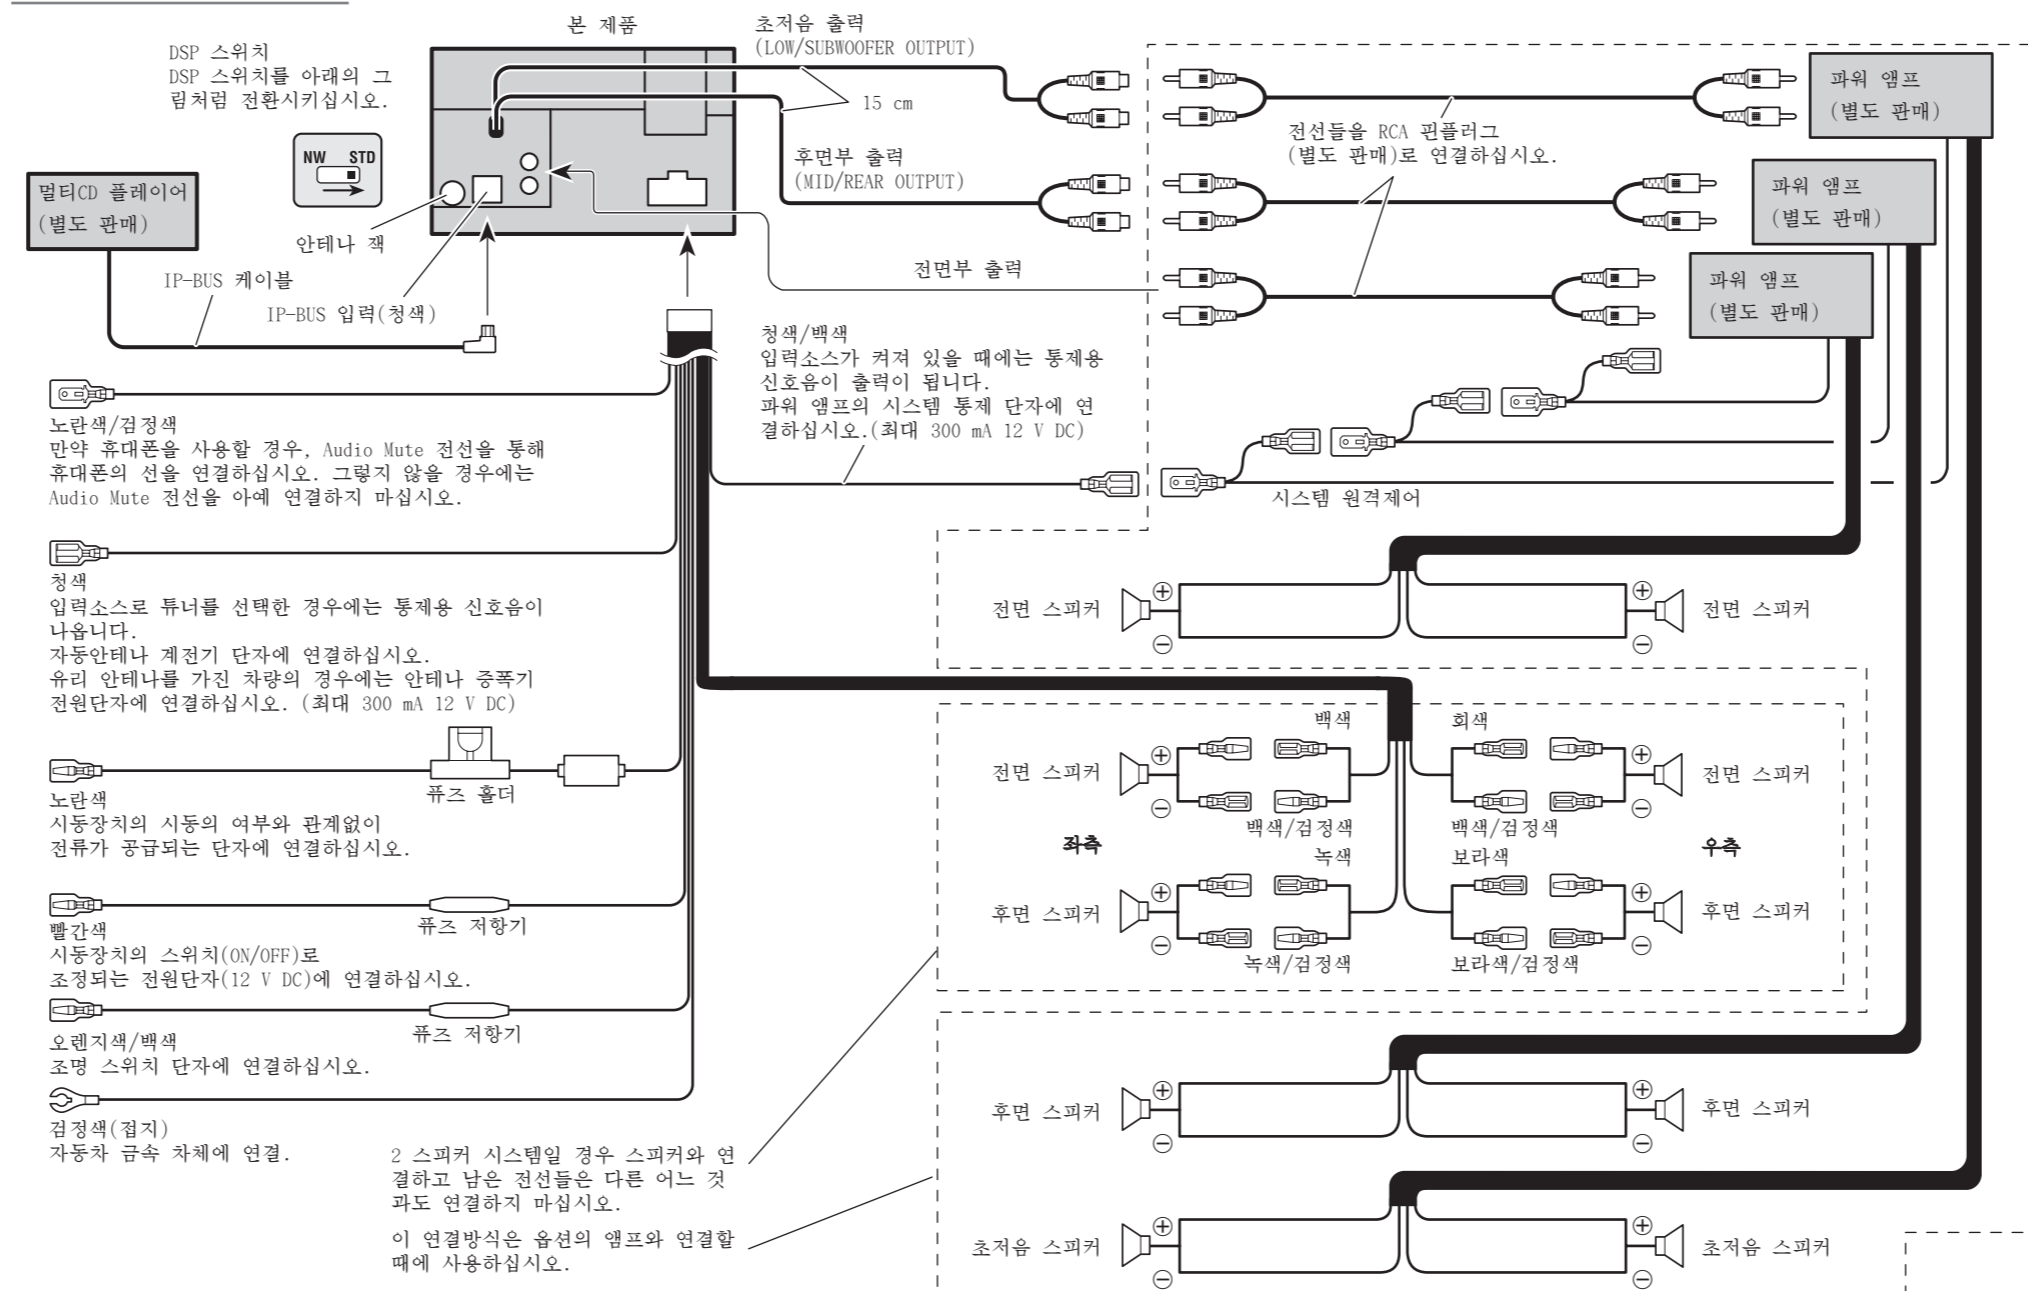 본 제품
초저음 출력
(LOW/SUBWOOFER OUTPUT)
DSP 스위치
DSP 스위치를 아래의 그
림처럼 전환시키십시오.
15 cm
NW STD
후면부 출력
(MID/REAR OUTPUT)
전선들을 RCA 핀플러그
(별도 판매)로 연결하십시오.
파워 앰프
(별도 판매)
파워 앰프
(별도 판매)
파워 앰프
(별도 판매)
멀티CD 플레이어
(별도 판매)
안테나 잭
전면부 출력
IP-BUS 케이블
IP-BUS 입력(청색)
청색/백색
입력소스가 켜져 있을 때에는 통제용
신호음이 출력이 됩니다.
파워 앰프의 시스템 통제 단자에 연
결하십시오.(최대 300 mA 12 V DC)
시스템 원격제어
노란색/검정색
만약 휴대폰을 사용할 경우, Audio Mute 전선을 통해
휴대폰의 선을 연결하십시오. 그렇지 않을 경우에는
Audio Mute 전선을 아예 연결하지 마십시오.
청색
입력소스로 튜너를 선택한 경우에는 통제용 신호음이
나옵니다.
자동안테나 계전기 단자에 연결하십시오.
유리 안테나를 가진 차량의 경우에는 안테나 증폭기
전원단자에 연결하십시오. (최대 300 mA 12 V DC)
퓨즈 홀더
노란색
시동장치의 시동의 여부와 관계없이
전류가 공급되는 단자에 연결하십시오.
퓨즈 저항기
빨간색
시동장치의 스위치(ON/OFF)로
조정되는 전원단자(12 V DC)에 연결하십시오.
퓨즈 저항기
오렌지색/백색
조명 스위치 단자에 연결하십시오.
검정색(접지)
자동차 금속 차체에 연결.
2 스피커 시스템일 경우 스피커와 연
결하고 남은 전선들은 다른 어느 것
과도 연결하지 마십시오.
이 연결방식은 옵션의 앰프와 연결할
때에 사용하십시오.
전면 스피커 ⊕ ⊖ ⊕ ⊖ 전면 스피커
백색 회색
전면 스피커 ⊕ ⊖ ⊕ ⊖ 전면 스피커
백색/검정색 백색/검정색
좌측 우측
녹색 보라색
후면 스피커 ⊕ ⊖ ⊕ ⊖ 후면 스피커
녹색/검정색 보라색/검정색
후면 스피커 ⊕ ⊖ ⊕ ⊖ 후면 스피커
초저음 스피커 ⊕ ⊖ ⊕ ⊖ 초저음 스피커